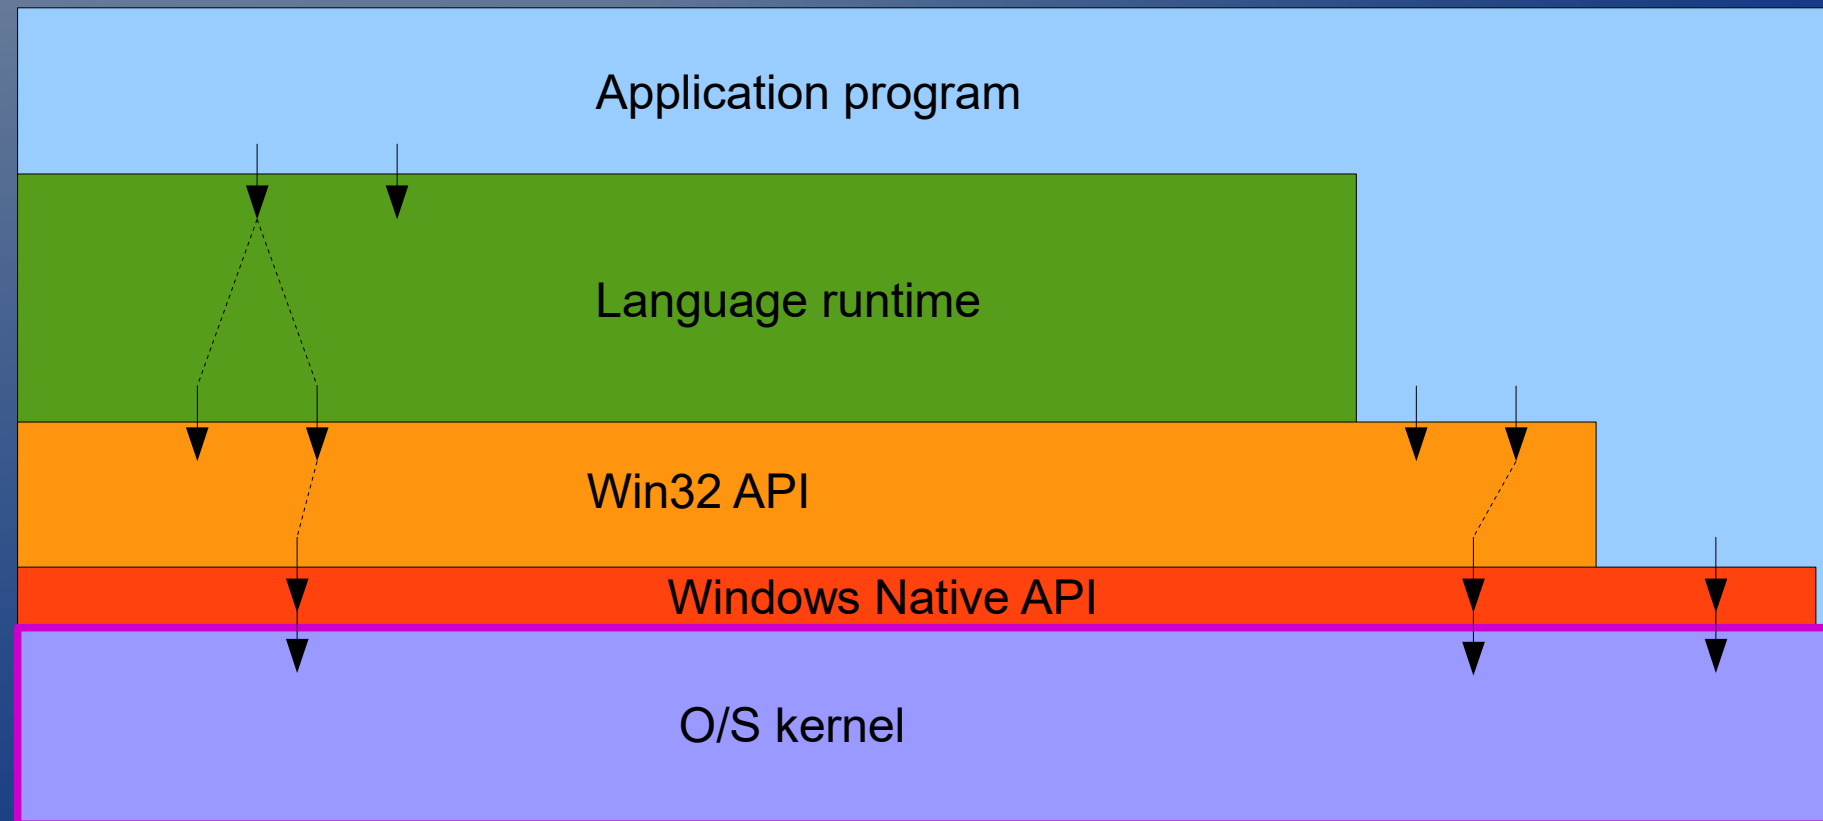 Application program
Language runtime
Win32 API
Windows Native API
O/S kernel